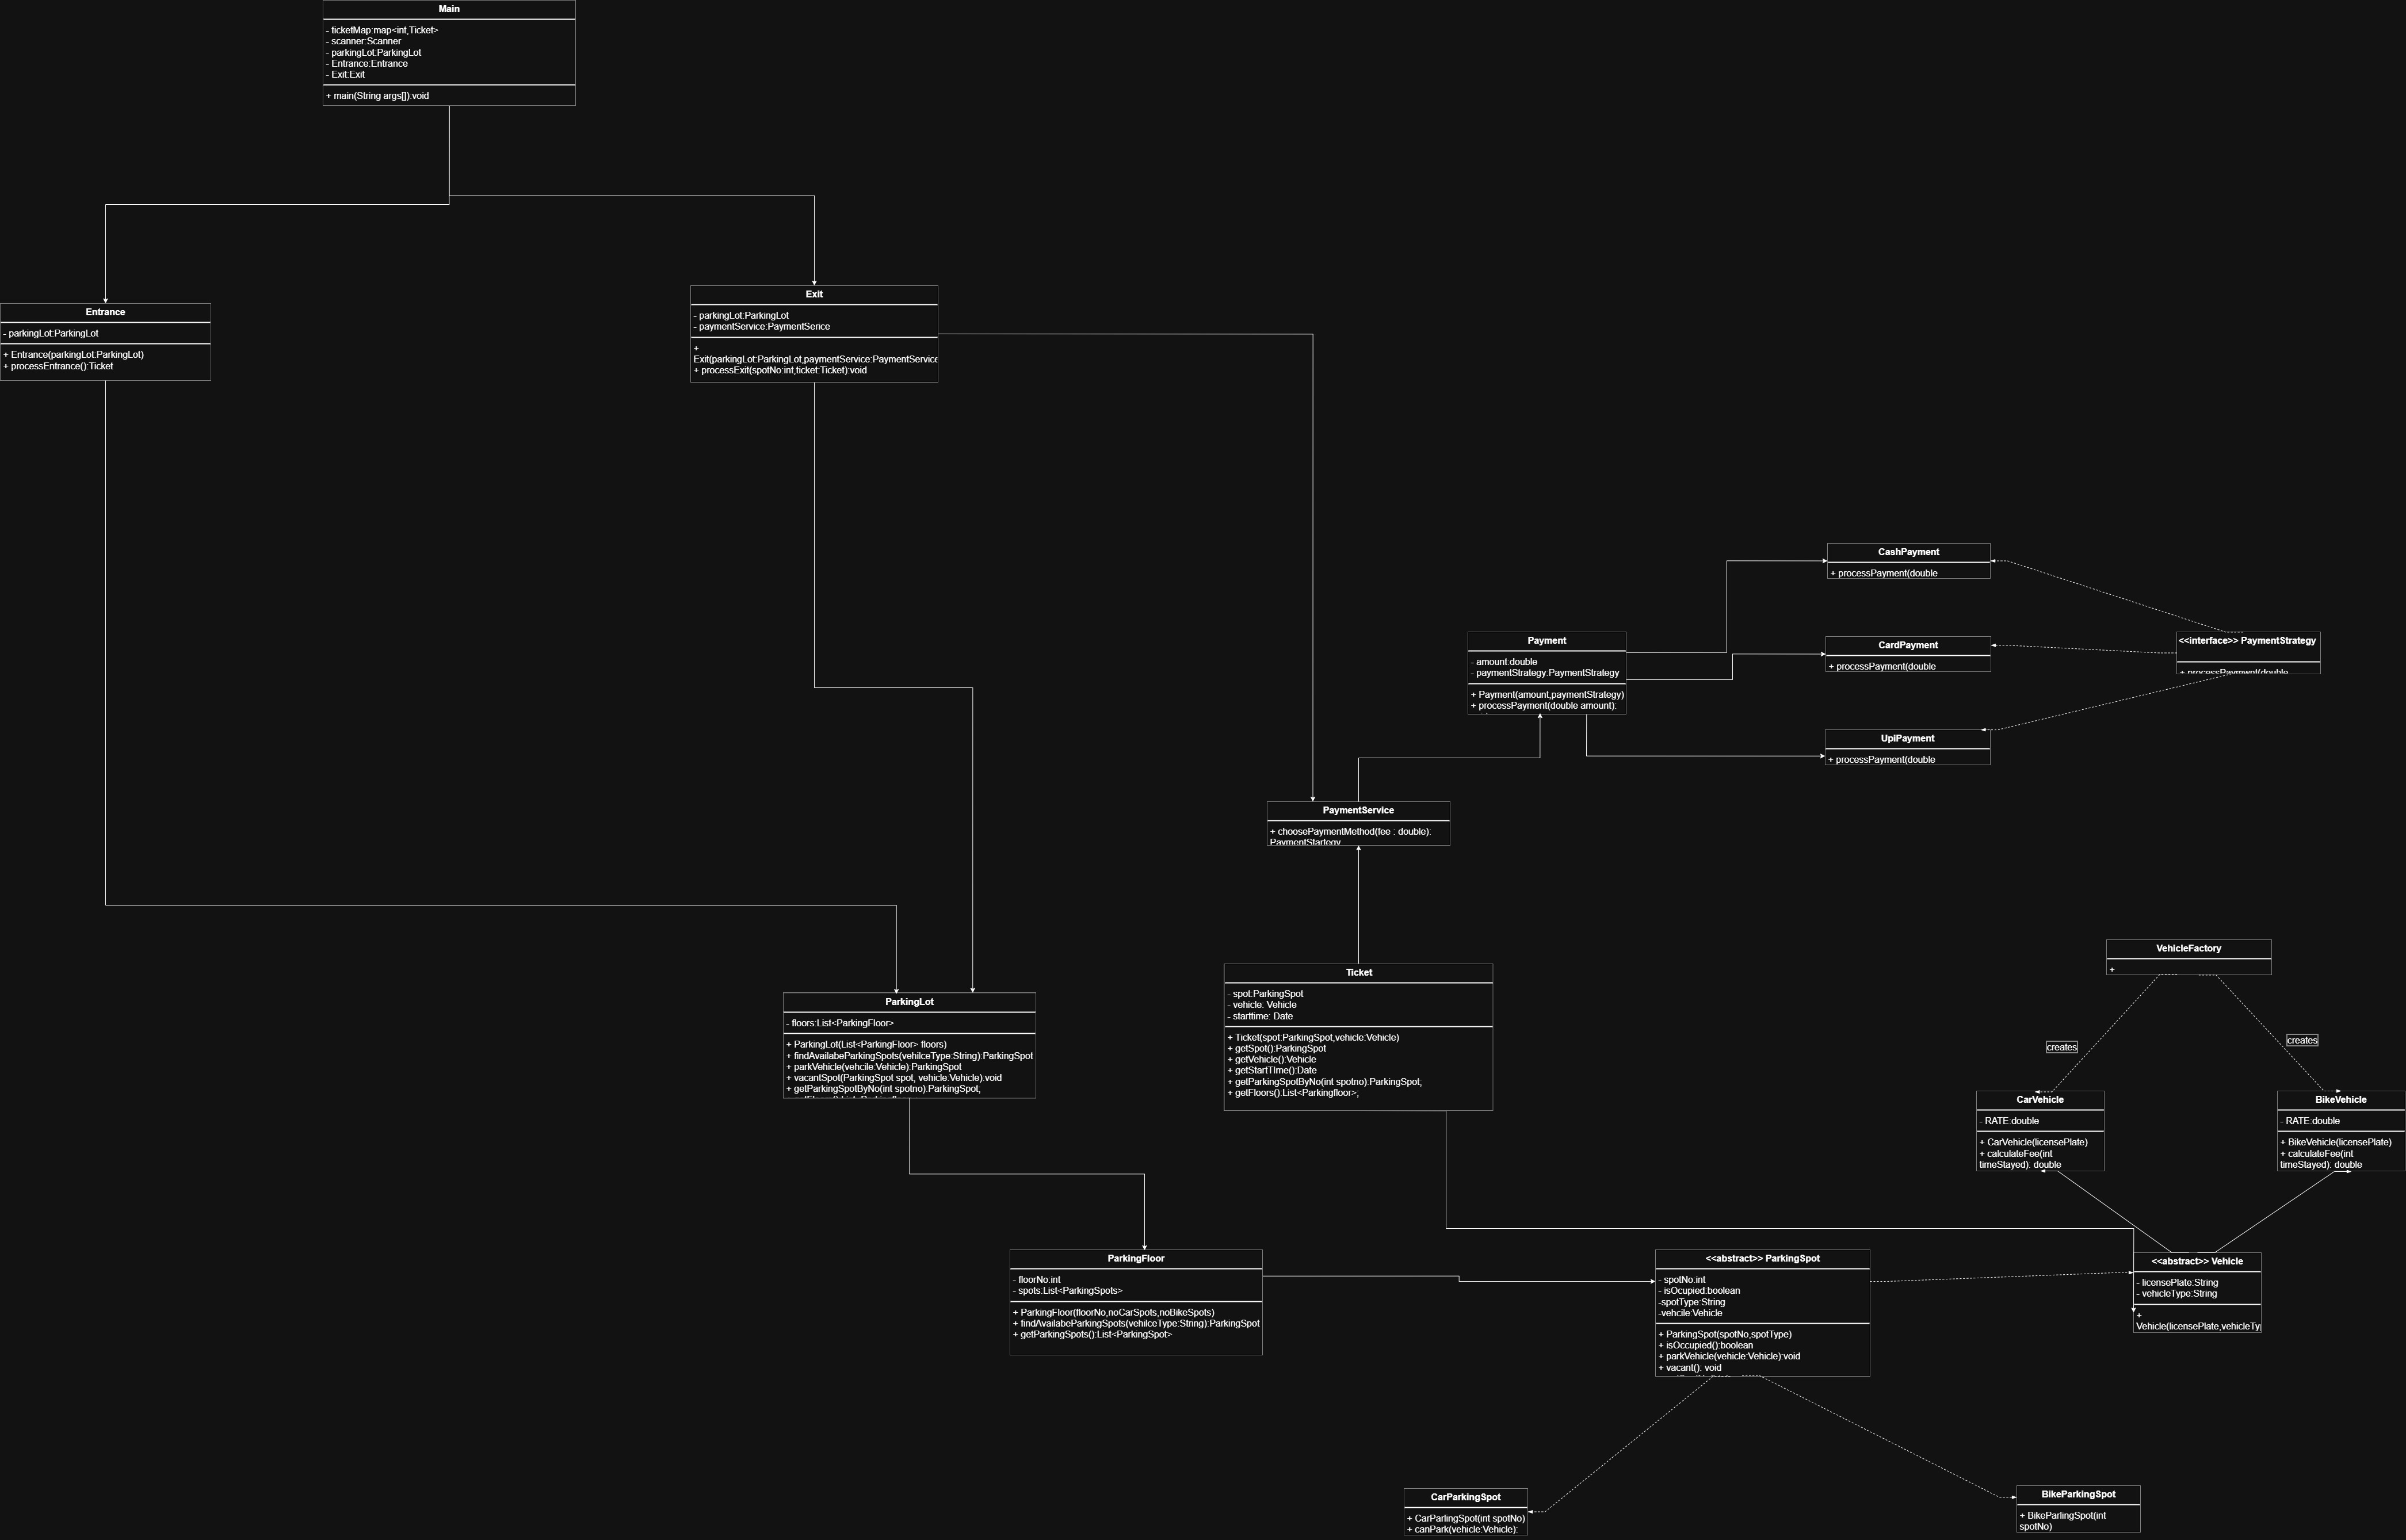 Main
- ticketMap:map<int,Ticket>
- scanner:Scanner
- parkingLot:ParkingLot
- Entrance:Entrance
- Exit:Exit
+ main(String args[]):void
Entrance
- parkingLot:ParkingLot
+ Entrance(parkingLot:ParkingLot)
+ processEntrance():Ticket
Exit
- parkingLot:ParkingLot
- paymentService:PaymentSerice
+
Exit(parkingLot:ParkingLot,paymentService:PaymentService
+ processExit(spotNo:int,ticket:Ticket):void
CashPayment
+ processPayment(double
Payment
- amount:double
- paymentStrategy:PaymentStrategy
+ Payment(amount,paymentStrategy)
+ processPayment(double amount):
CardPayment
+ processPayment(double
<<interface>> PaymentStrategy
+ processPaymwnt(double
UpiPayment
+ processPayment(double
PaymentService
+ choosePaymentMethod(fee : double):
PaymentStartegy
VehicleFactory
+
Ticket
- spot:ParkingSpot
- vehicle: Vehicle
- starttime: Date
+ Ticket(spot:ParkingSpot,vehicle:Vehicle)
+ getSpot():ParkingSpot
+ getVehicle():Vehicle
+ getStartTIme():Date
+ getParkingSpotByNo(int spotno):ParkingSpot;
+ getFloors():List<Parkingfloor>;
ParkingLot
- floors:List<ParkingFloor>
+ ParkingLot(List<ParkingFloor> floors)
+ findAvailabeParkingSpots(vehilceType:String):ParkingSpot
+ parkVehicle(vehcile:Vehicle):ParkingSpot
+ vacantSpot(ParkingSpot spot, vehicle:Vehicle):void
+ getParkingSpotByNo(int spotno):ParkingSpot;
creates
creates
CarVehicle
- RATE:double
+ CarVehicle(licensePlate)
+ calculateFee(int
timeStayed): double
BikeVehicle
- RATE:double
+ BikeVehicle(licensePlate)
+ calculateFee(int
timeStayed): double
ParkingFloor
- floorNo:int
- spots:List<ParkingSpots>
+ ParkingFloor(floorNo,noCarSpots,noBikeSpots)
+ findAvailabeParkingSpots(vehilceType:String):ParkingSpot
+ getParkingSpots():List<ParkingSpot>
<<abstract>> ParkingSpot
- spotNo:int
- isOcupied:boolean
-spotType:String
-vehcile:Vehicle
+ ParkingSpot(spotNo,spotType)
+ isOccupied():boolean
+ parkVehicle(vehicle:Vehicle):void
+ vacant(): void
<<abstract>> Vehicle
- licensePlate:String
- vehicleType:String
+
Vehicle(licensePlate,vehicleTyp
CarParkingSpot
+ CarParlingSpot(int spotNo)
+ canPark(vehicle:Vehicle):
BikeParkingSpot
+ BikeParlingSpot(int
spotNo)